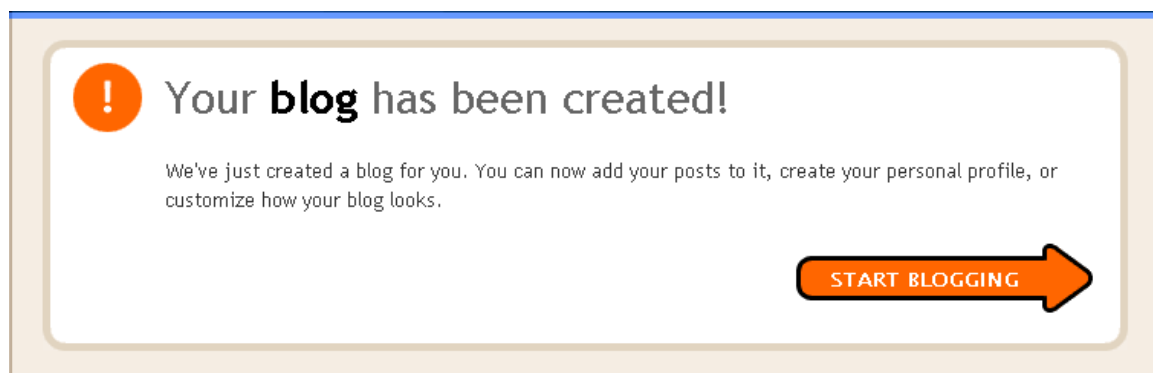 !
Your blog has been created!
We've just created a blog for you. You can now add your posts to it, create your personal profile, or
customize how your blog looks.
START BLOGGING